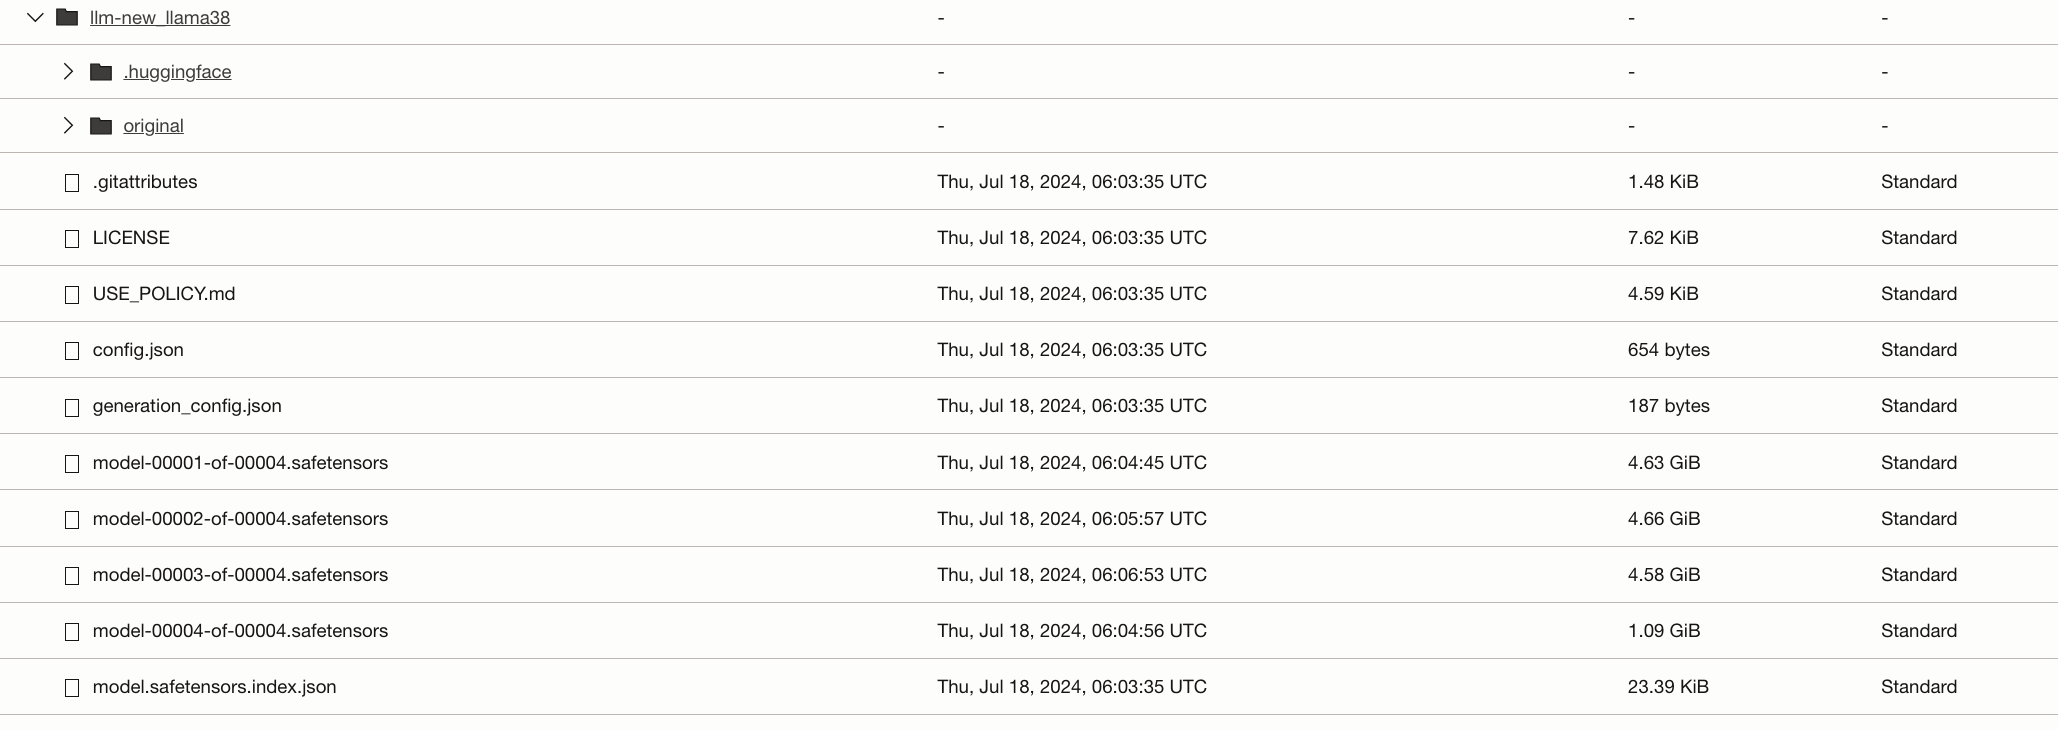 llm-new_llama38 - - -
.huggingface - - -
original - - -
.gitattributes Thu, Jul 18, 2024, 06:03:35 UTC 1.48 KiB Standard
LICENSE Thu, Jul 18, 2024, 06:03:35 UTC 7.62 KiB Standard
USE_POLICY.md Thu, Jul 18, 2024, 06:03:35 UTC 4.59 KiB Standard
config.json Thu, Jul 18, 2024, 06:03:35 UTC 654 bytes Standard
generation_config.json Thu, Jul 18, 2024, 06:03:35 UTC 187 bytes Standard
model-00001-of-00004.safetensors Thu, Jul 18, 2024, 06:04:45 UTC 4.63 GiB Standard
model-00002-of-00004.safetensors Thu, Jul 18, 2024, 06:05:57 UTC 4.66 GiB Standard
model-00003-of-00004.safetensors Thu, Jul 18, 2024, 06:06:53 UTC 4.58 GiB Standard
model-00004-of-00004.safetensors Thu, Jul 18, 2024, 06:04:56 UTC 1.09 GiB Standard
model.safetensors.index.json Thu, Jul 18, 2024, 06:03:35 UTC 23.39 KiB Standard